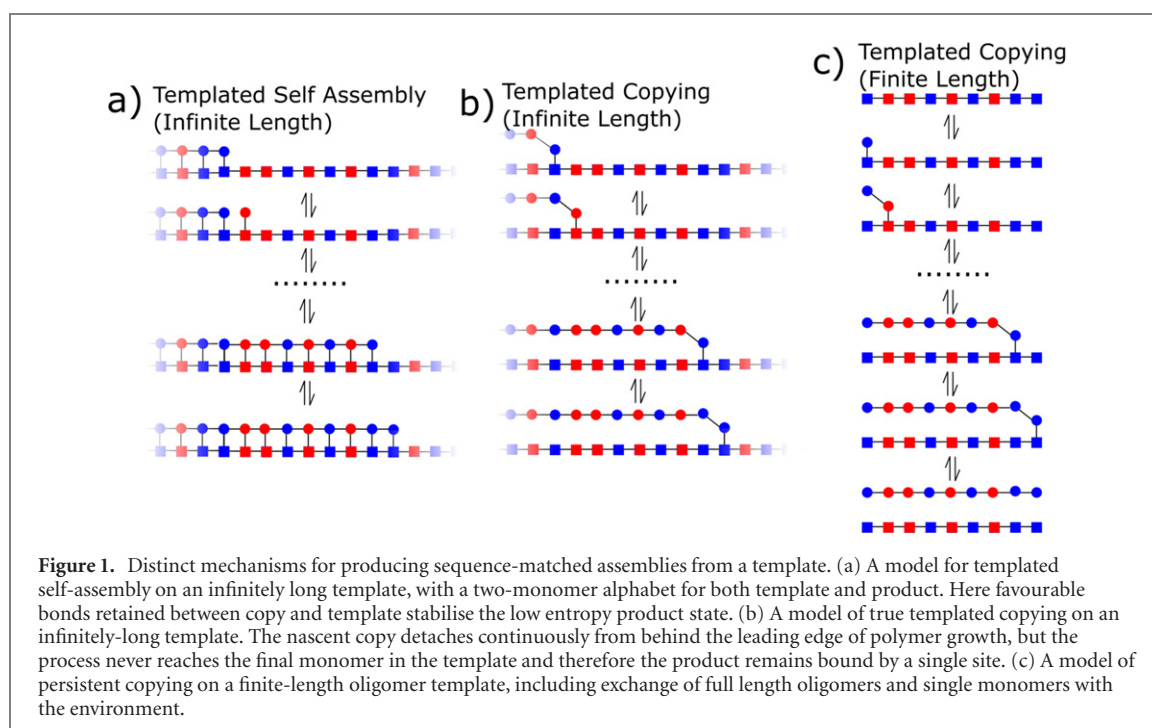 a) Templated Self Assembly
(Infinite Length)
b) Templated Copying
(Infinite Length)
c) Templated Copying
(Finite Length)
Figure 1. Distinct mechanisms for producing sequence-matched assemblies from a template. (a) A model for templated
self-assembly on an infinitely long template, with a two-monomer alphabet for both template and product. Here favourable
bonds retained between copy and template stabilise the low entropy product state. (b) A model of true templated copying on an
infinitely-long template. The nascent copy detaches continuously from behind the leading edge of polymer growth, but the
process never reaches the final monomer in the template and therefore the product remains bound by a single site. (c) A model of
persistent copying on a finite-length oligomer template, including exchange of full length oligomers and single monomers with
the environment.